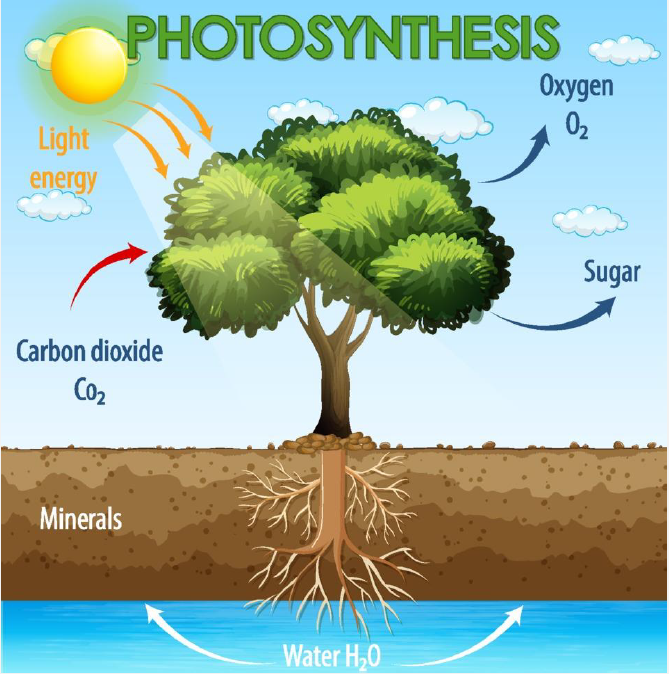 PHOTOSYNTHESIS
Oxygen
O₂
Light
energy
Sugar
Carbon dioxide
Co₂
Minerals
Water H₂O